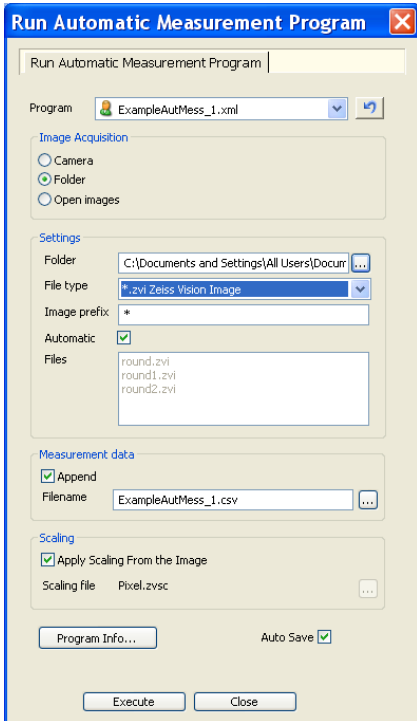 Run Automatic Measurement Program
Run Automatic Measurement Program
Program ExampleAutMess_1.xml
Image Acquisition
Camera
Folder
Open images
Settings
Folder C:\Documents and Settings\All Users\Docum ...
File type *.zvi Zeiss Vision Image
Image prefix *
Automatic
Files round.zvi
round1.zvi
round2.zvi
Measurement data
Append
Filename ExampleAutMess_1.csv ...
Scaling
Apply Scaling From the Image
Scaling file Pixel.zvsc ...
Program Info... Auto Save
Execute Close